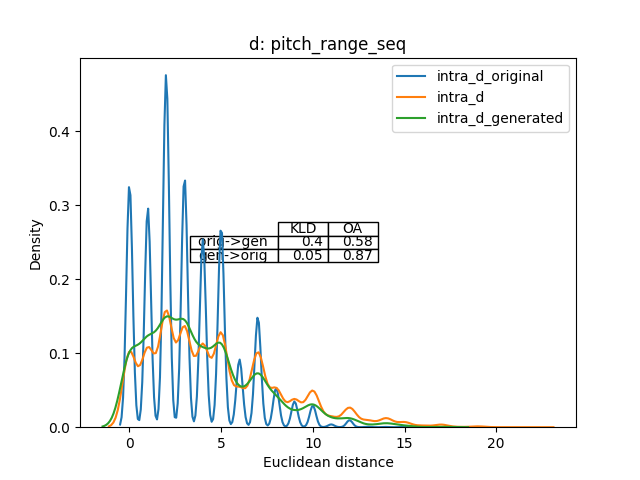 d: pitch_range_seq
intra_d_original
intra_d
intra_d_generated
0.4
0.3
0.2
0.1
0.0
Density
KLD OA
orig->gen 0.4 0.58
gen->orig 0.05 0.87
0 5 10 15 20
Euclidean distance